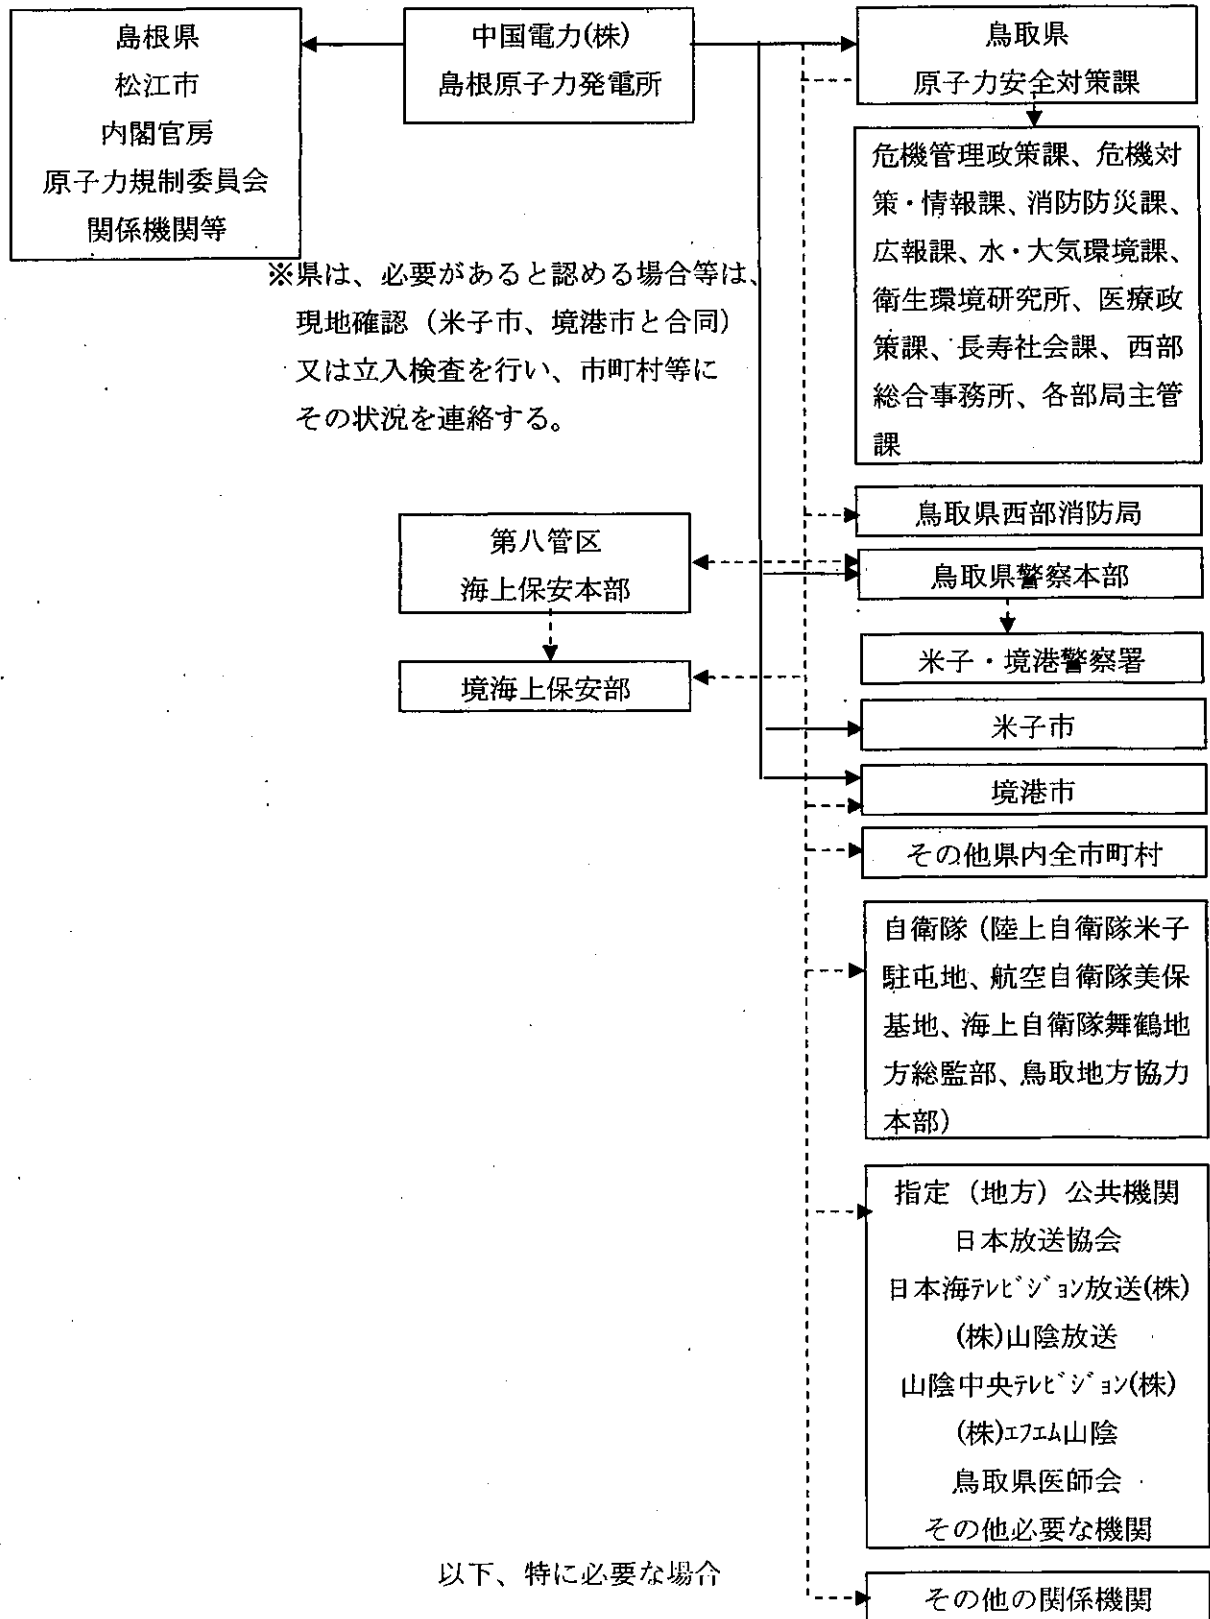 島根県
松江市
内閣官房
原子力規制委員会
関係機関等
中国電力(株)
島根原子力発電所
鳥取県
原子力安全対策課
危機管理政策課、危機対
策・情報課、消防防災課、
広報課、水・大気環境課、
衛生環境研究所、医療政
策課、長寿社会課、西部
総合事務所、各部局主管
課
※県は、必要があると認める場合等は、
現地確認（米子市、境港市と合同）
又は立入検査を行い、市町村等に
その状況を連絡する。
鳥取県西部消防局
第八管区
海上保安本部
鳥取県警察本部
境海上保安部
米子・境港警察署
米子市
境港市
その他県内全市町村
自衛隊（陸上自衛隊米子
駐屯地、航空自衛隊美保
基地、海上自衛隊舞鶴地
方総監部、鳥取地方協力
本部）
指定（地方）公共機関
日本放送協会
日本海ﾃﾚﾋﾞｼﾞｮﾝ放送(株)
(株)山陰放送
山陰中央ﾃﾚﾋﾞｼﾞｮﾝ(株)
(株)ｴﾌｴﾑ山陰
鳥取県医師会
その他必要な機関
以下、特に必要な場合
その他の関係機関